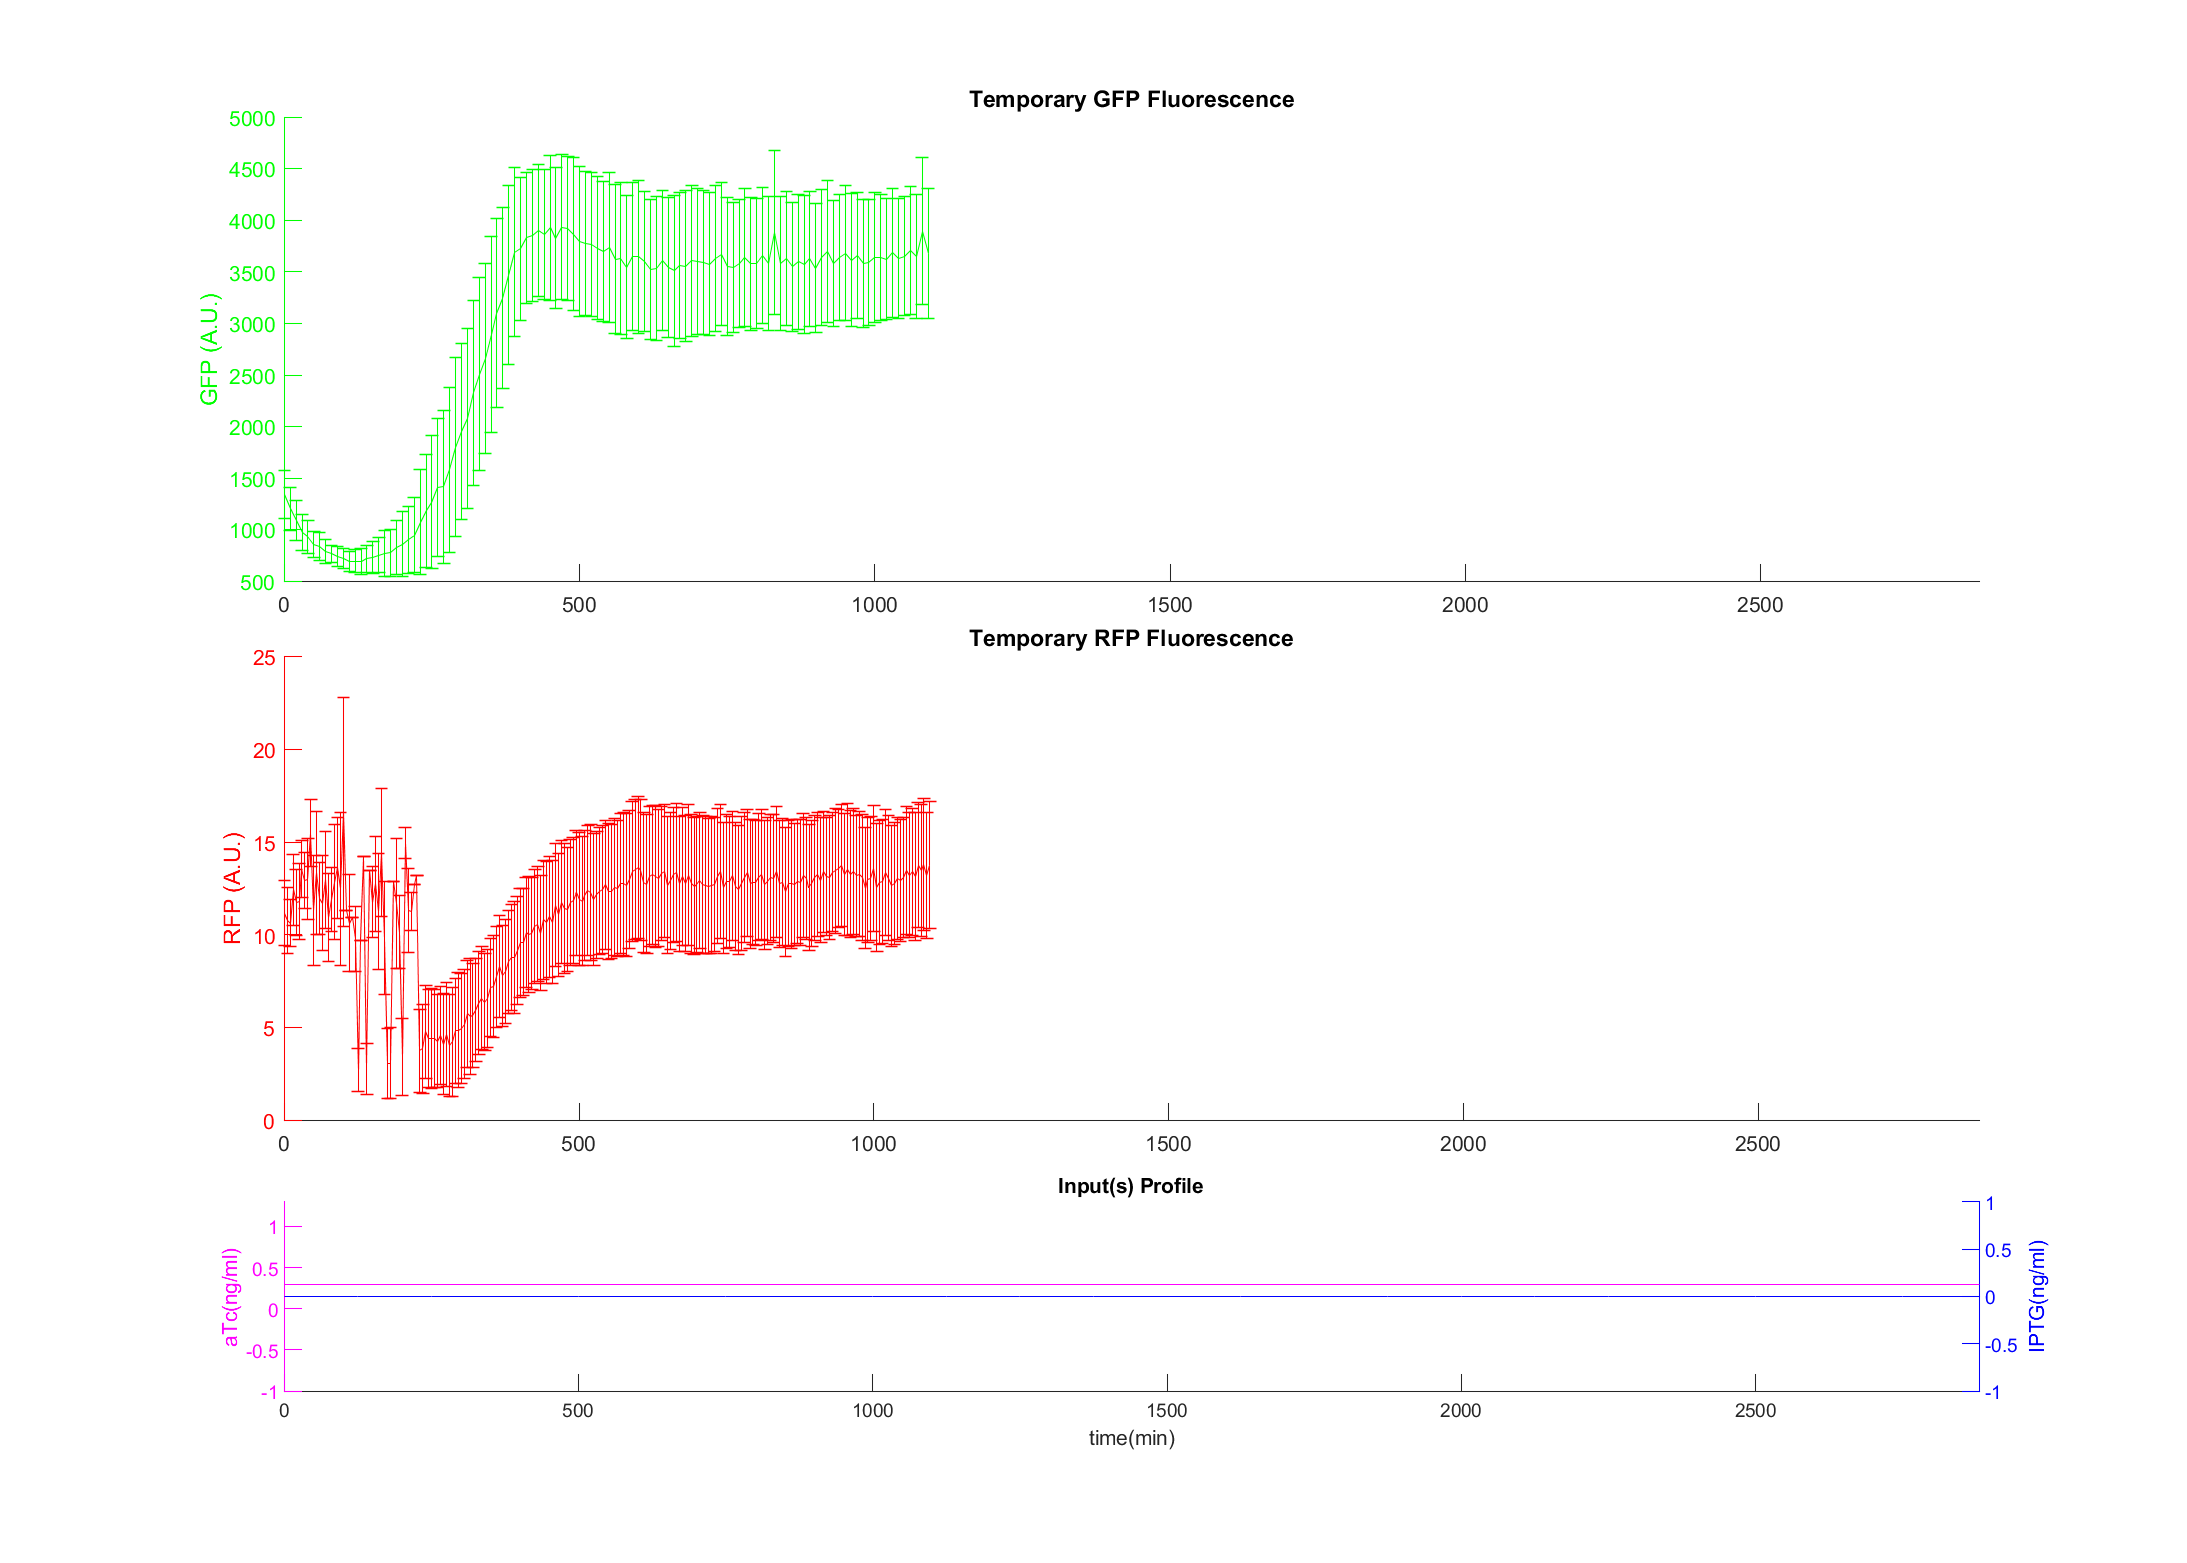 Temporary GFP Fluorescence
GFP (A.U.)
5000
4500
4000
3500
3000
2500
2000
1500
1000
500
0 500 1000 1500 2000 2500
Temporary RFP Fluorescence
RFP (A.U.)
25
20
15
10
5
0
0 500 1000 1500 2000 2500
Input(s) Profile
aTc(ng/ml)
1
0.5
0
-0.5
-1
1
0.5
0
-0.5
-1
IPTG(ng/ml)
0 500 1000 1500 2000 2500
time(min)